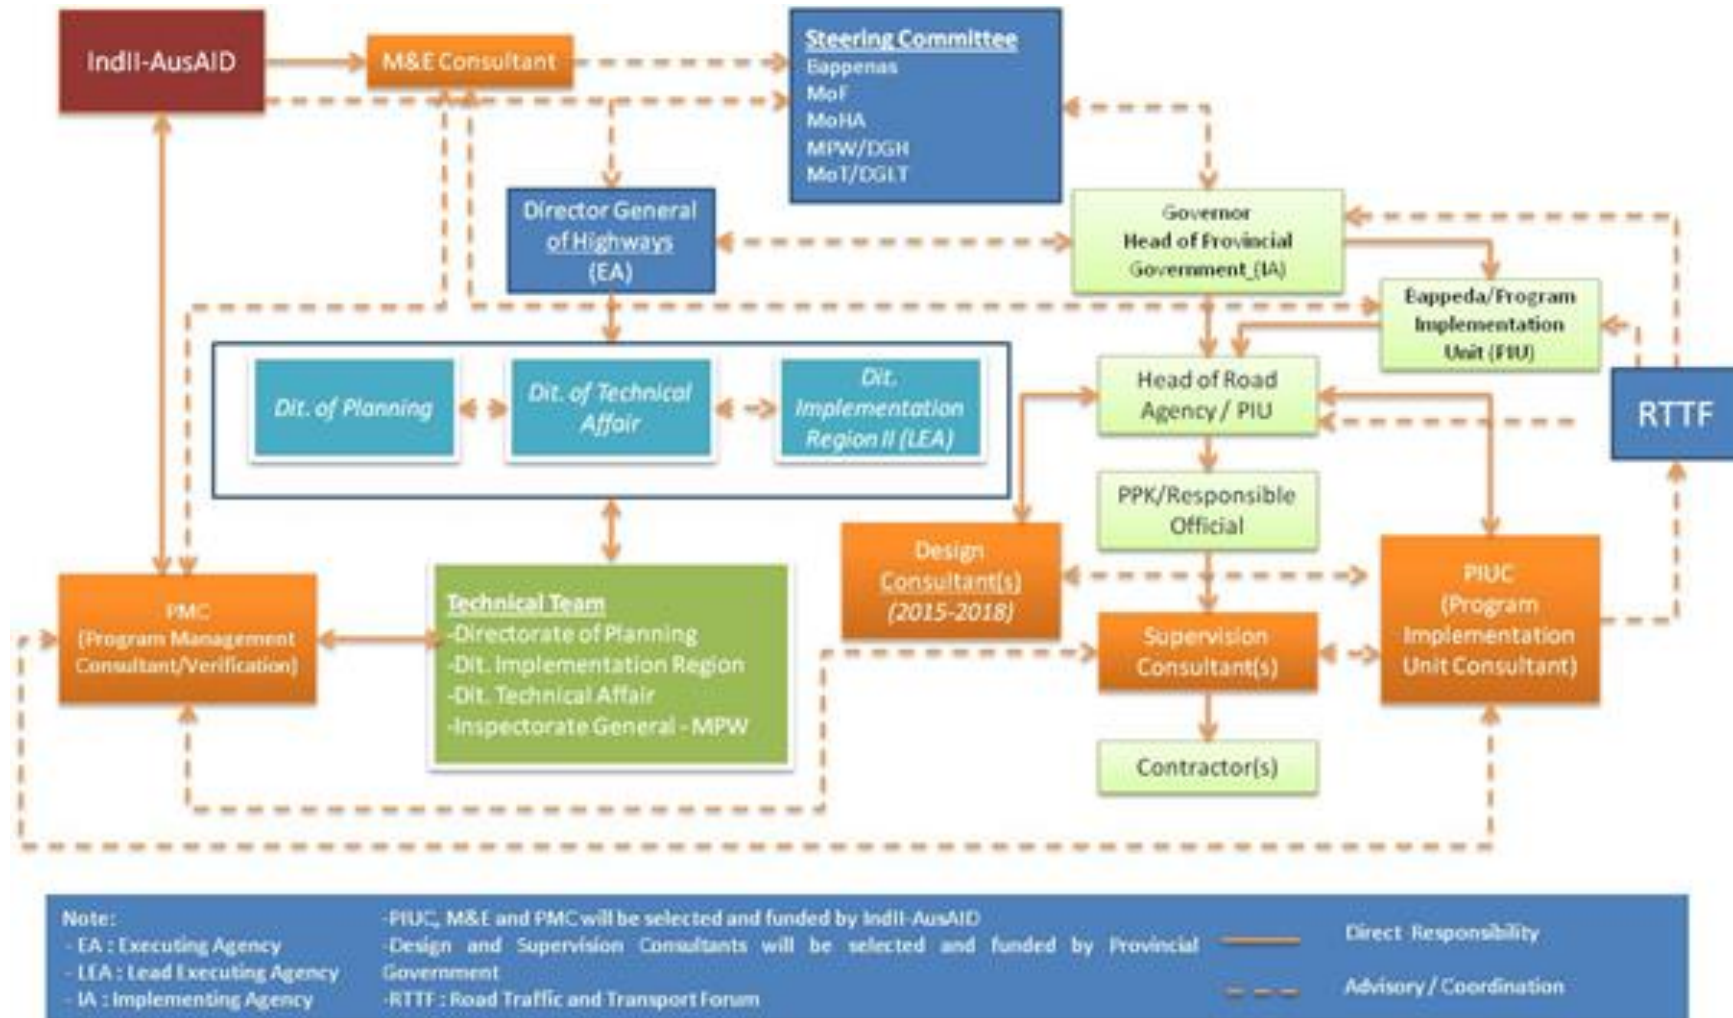 IndII-AusAID
M&E Consultant
Steering Committee
Bappenas
MoF
MoHA
MPW/DGH
MoT/DGLT
Director General
of Highways
(EA)
Governor
Head of Provincial
Government_(IA)
Bappeda/Program
Implementation
Unit (PIU)
Dit. of Planning
Dit. of Technical
Affair
Dit.
Implementation
Region II (LEA)
Head of Road
Agency / PIU
RTTF
PPK/Responsible
Official
Design
Consultant(s)
(2015-2018)
PIUC
(Program
Implementation
Unit Consultant)
PMC
(Program Management
Consultant/Verification)
Technical Team
-Directorate of Planning
-Dit. Implementation Region
-Dit. Technical Affair
-Inspectorate General - MPW
Supervision
Consultant(s)
Contractor(s)
Note:
- EA : Executing Agency
- LEA : Lead Executing Agency
- IA : Implementing Agency
-PIUC, M&E and PMC will be selected and funded by IndII-AusAID
-Design and Supervision Consultants will be selected and funded by Provincial
Government
-RTTF : Road Traffic and Transport Forum
Direct Responsibility
Advisory / Coordination